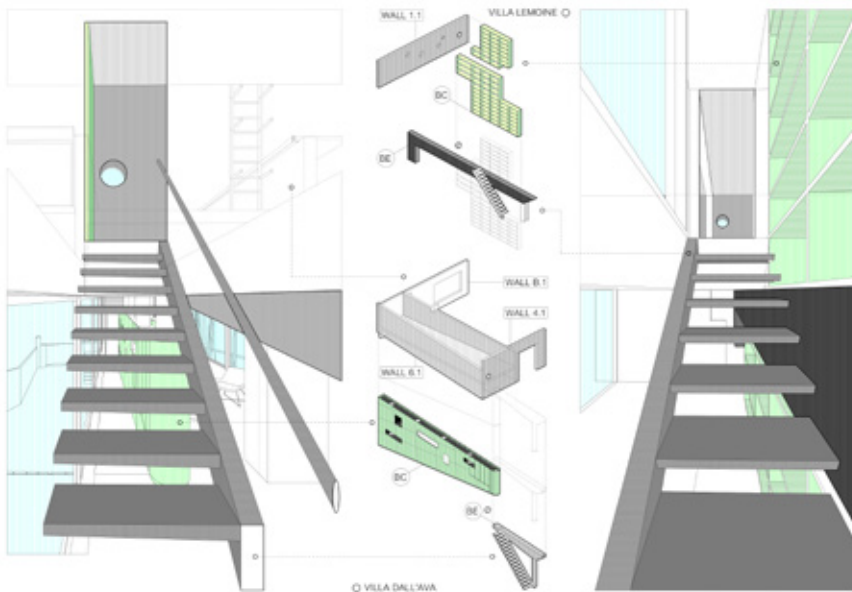 WALL 1.1
VILLA LEMOINE
BC
BE
WALL B.1
WALL 4.1
WALL 6.1
BC
BE
VILLA DALL'AVA